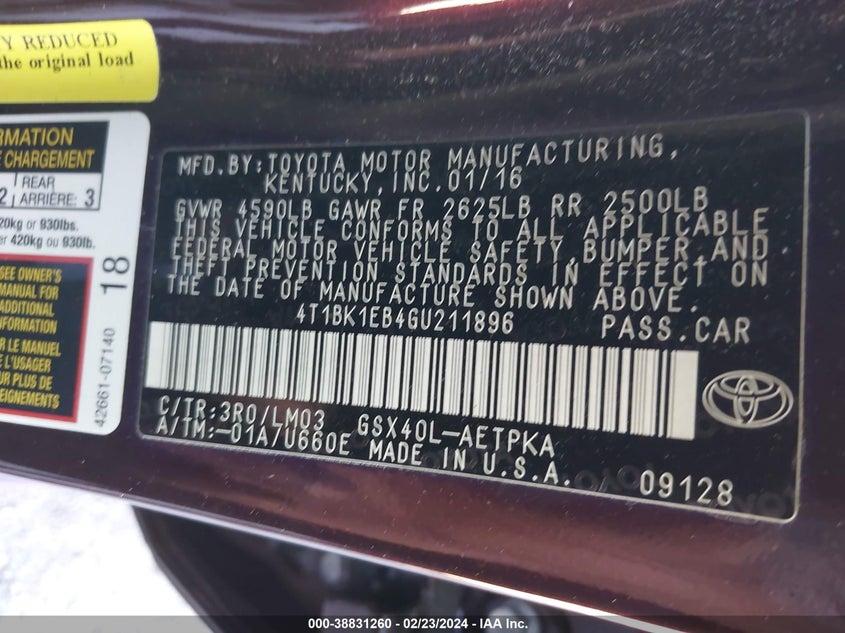 Y REDUCED
the original load
ORMATION
E CHARGEMENT
2 REAR ARRIÈRE: 3
20kg or 930lbs.
er 420kg ou 930lb.
SEE OWNER'S
MANUAL FOR
ADDITIONAL
NFORMATION
R LE MANUEL
E L'USAGER
UR PLUS DE
EIGNEMENTS
18
42661-07140
MFD.BY:TOYOTA MOTOR MANUFACTURING,
KENTUCKY,INC.01/16
GVWR 4590LB GAWR FR 2625LB RR 2500LB
THIS VEHICLE CONFORMS TO ALL APPLICABLE
FEDERAL MOTOR VEHICLE SAFETY,BUMPER,AND
THEFT PREVENTION STANDARDS IN EFFECT ON
THE DATE OF MANUFACTURE SHOWN ABOVE.
4T1BK1EB4GU211896 PASS.CAR
C/TR:3R0/LM03 GSX40L-AETPKA
A/TM:-01A/U660E MADE IN U.S.A.
09128
000-38831260 - 02/23/2024 - IAA Inc.